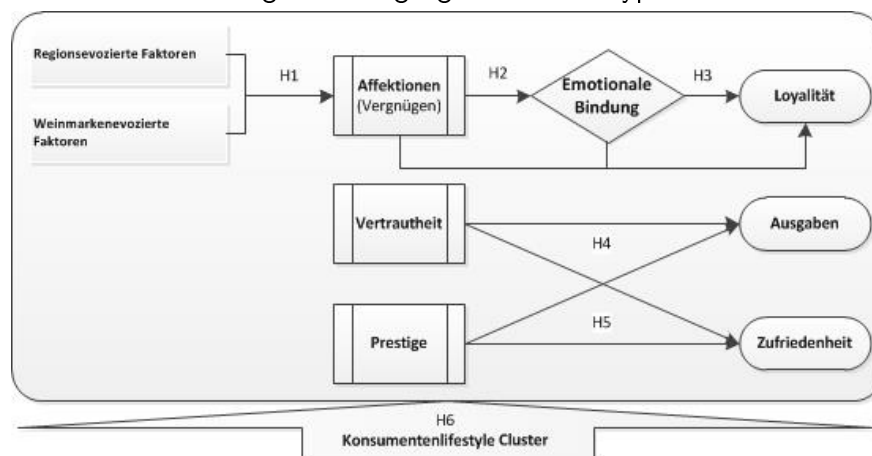 Regionsevozierte Faktoren
H1
Affektionen
(Vergnügen)
H2
Emotionale
Bindung
H3
Loyalität
Weinmarkenevozierte
Faktoren
Vertrautheit
H4
Ausgaben
Prestige
H5
Zufriedenheit
H6
Konsumentenlifestyle Cluster